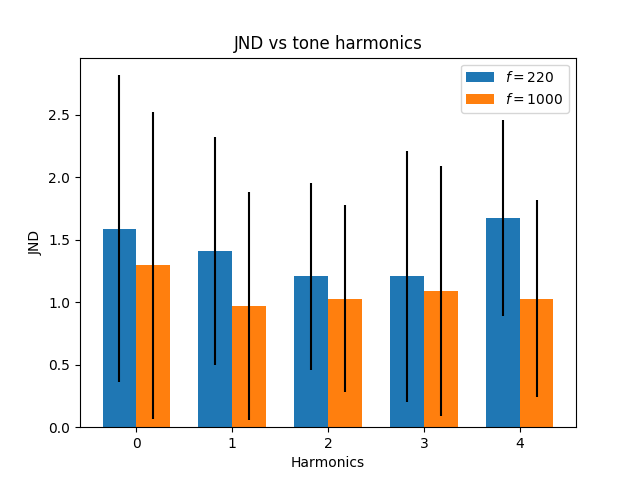 JND vs tone harmonics
f = 220
f = 1000
2.5
2.0
1.5
1.0
0.5
0.0
JND
0 1 2 3 4
Harmonics